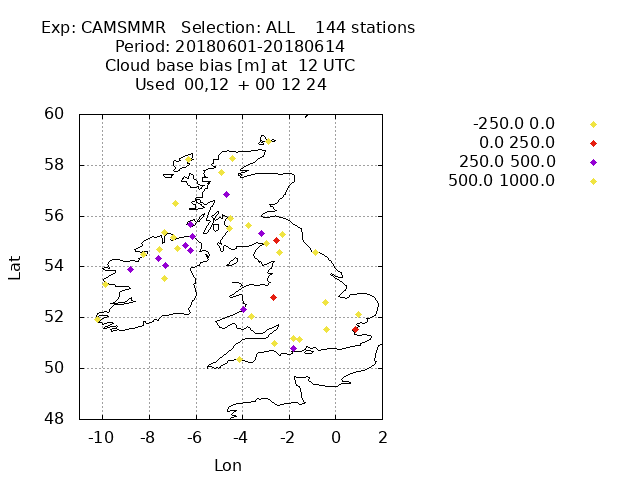 Exp: CAMSMMR Selection: ALL 144 stations
Period: 20180601-20180614
Cloud base bias [m] at 12 UTC
Used 00,12 + 00 12 24
-250.0 0.0
0.0 250.0
250.0 500.0
500.0 1000.0
60
58
56
54
52
50
48
Lat
-10 -8 -6 -4 -2 0 2
Lon